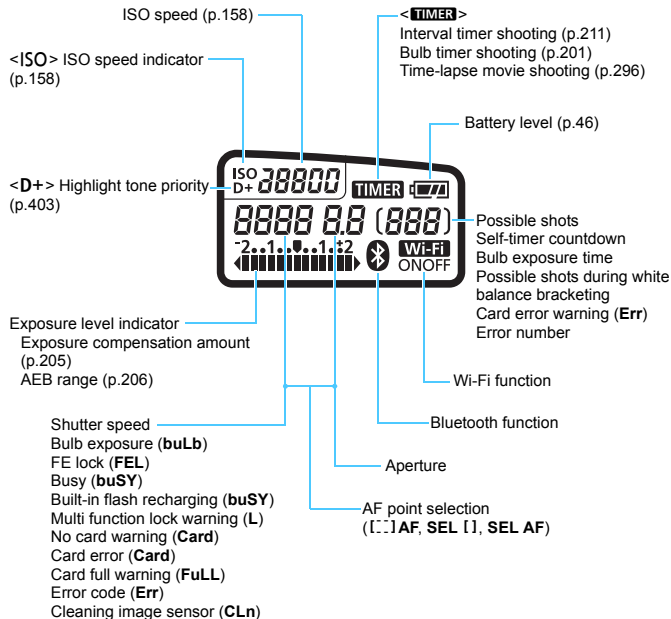 ISO speed (p.158)
<TIMER>
Interval timer shooting (p.211)
Bulb timer shooting (p.201)
Time-lapse movie shooting (p.296)
<ISO> ISO speed indicator
(p.158)
Battery level (p.46)
<D+> Highlight tone priority
(p.403)
ISO
D+ 38800
TIMER
8888 8.8 (888)
-2..1..0..1.+2
Wi-Fi
ONOFF
Possible shots
Self-timer countdown
Bulb exposure time
Possible shots during white
balance bracketing
Card error warning (Err)
Error number
Exposure level indicator
Exposure compensation amount
(p.205)
AEB range (p.206)
Wi-Fi function
Bluetooth function
Shutter speed
Bulb exposure (buLb)
FE lock (FEL)
Busy (buSY)
Built-in flash recharging (buSY)
Multi function lock warning (L)
No card warning (Card)
Card error (Card)
Card full warning (FuLL)
Error code (Err)
Cleaning image sensor (CLn)
Aperture
AF point selection
([ ] AF, SEL [ ], SEL AF)